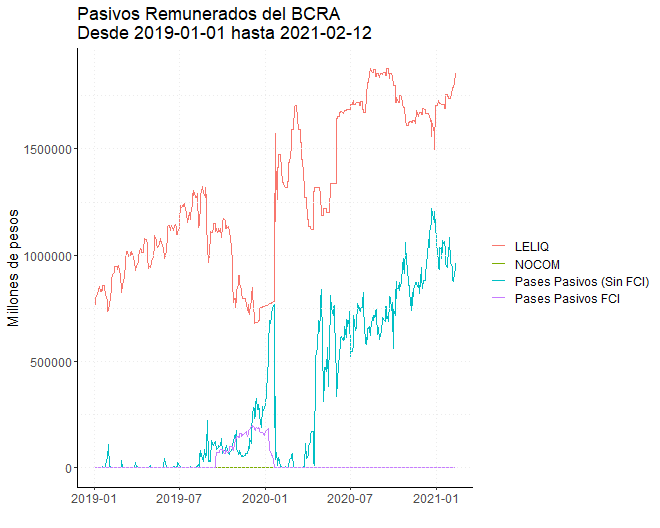 Pasivos Remunerados del BCRA
Desde 2019-01-01 hasta 2021-02-12
Millones de pesos
1500000
1000000
500000
0
2019-01
2019-07
2020-01
2020-07
2021-01
LELIQ
NOCOM
Pases Pasivos (Sin FCI)
Pases Pasivos FCI